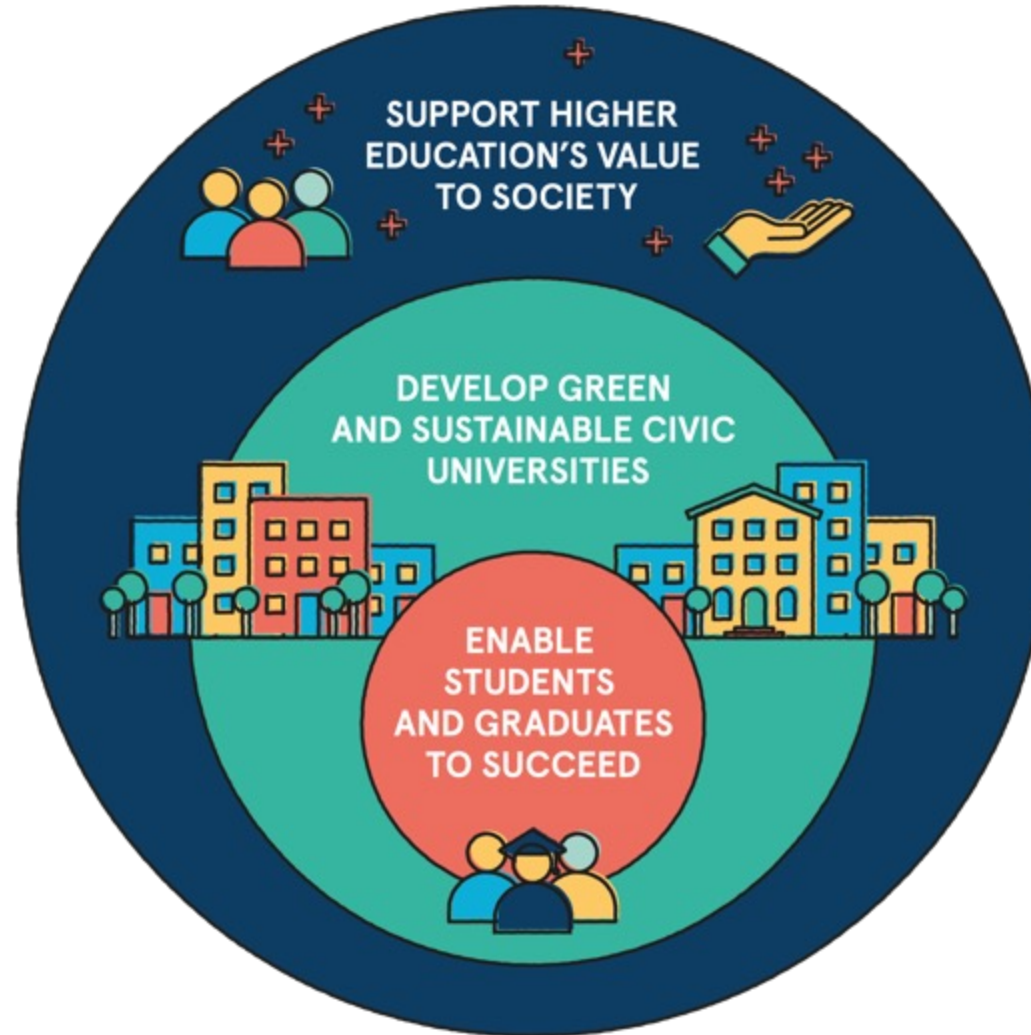 SUPPORT HIGHER
EDUCATION'S VALUE
TO SOCIETY
DEVELOP GREEN
AND SUSTAINABLE CIVIC
UNIVERSITIES
ENABLE
STUDENTS
AND GRADUATES
TO SUCCEED